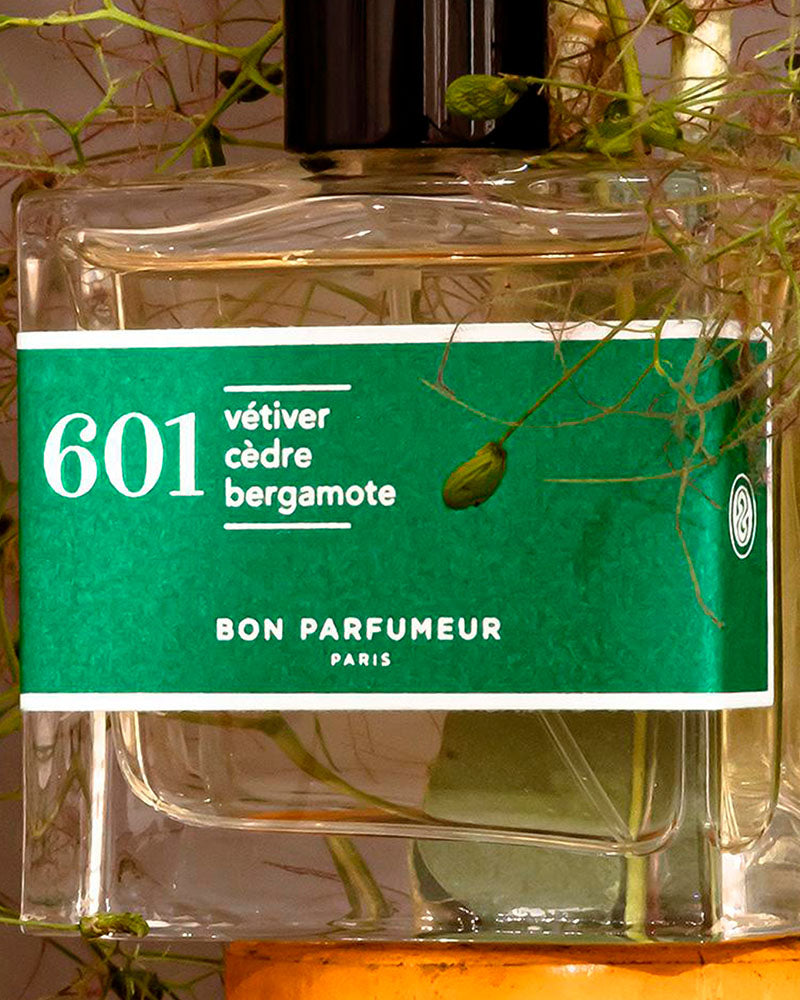 601
vétiver
cèdre
bergamote
BON PARFUMEUR
PARIS